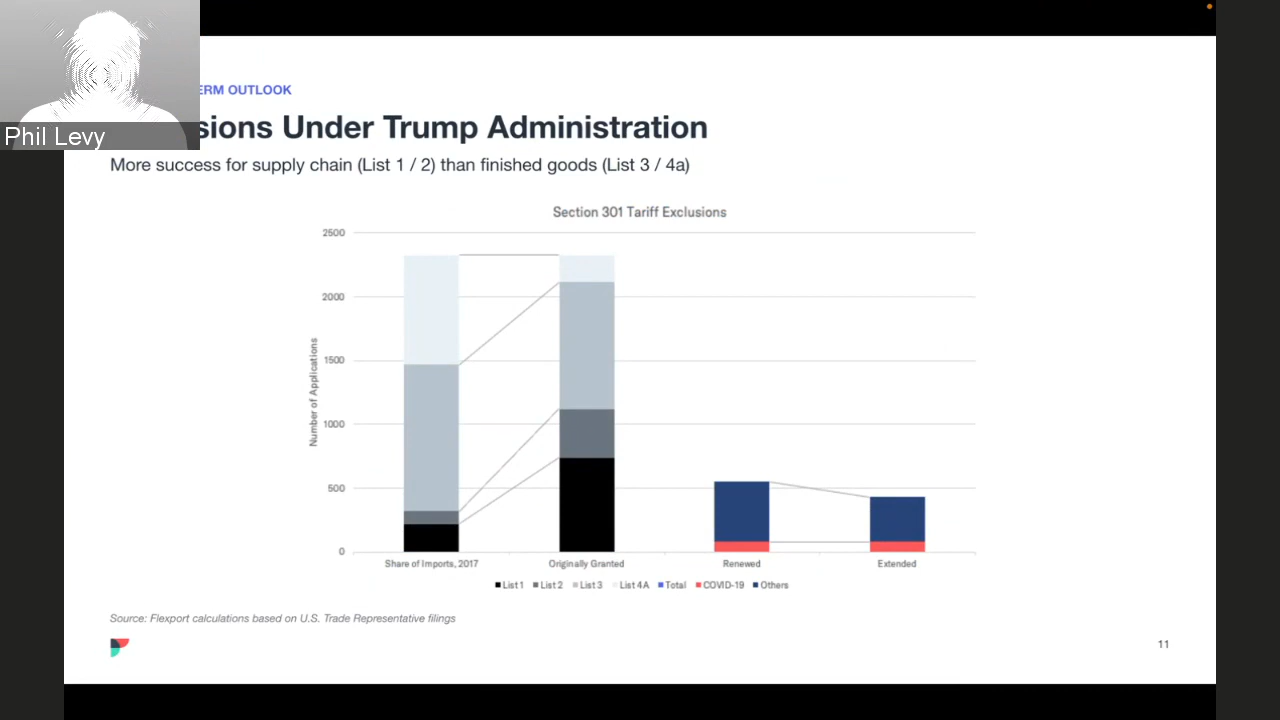 Phil Levy
ERM OUTLOOK
sions Under Trump Administration
More success for supply chain (List 1 / 2) than finished goods (List 3 / 4a)
Section 301 Tariff Exclusions
Number of Applications
2500
2000
1500
1000
500
0
Share of Imports, 2017 Originally Granted Renewed Extended
List 1 List 2 List 3 List 4A Total COVID-19 Others
Source: Flexport calculations based on U.S. Trade Representative filings
11